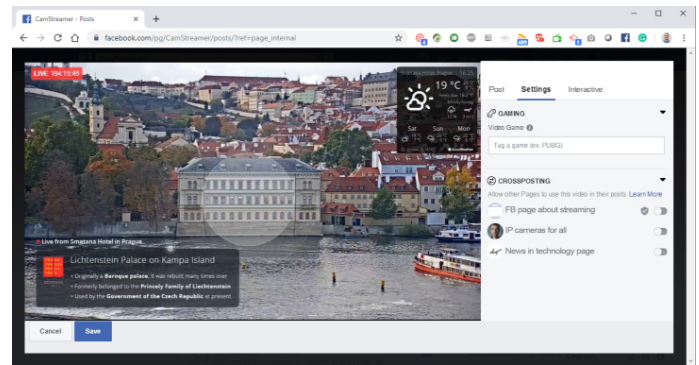 CamStreamer - Posts
facebook.com/pg/CamStreamer/posts/?ref=page_internal
LIVE 194:15:45
16:25
19 °C
Sat Sun Mon
Live from Smetana Hotel in Prague
Lichtenstein Palace on Kampa Island
• Originally a Baroque palace, it was rebuilt many times over
• Formerly belonged to the Princely Family of Liechtenstein
• Used by the Government of the Czech Republic at present
Post Settings Interactive
GAMING
Video Game
Tag a game (ex: PUBG)
CROSSPOSTING
Allow other Pages to use this video in their posts. Learn More
FB page about streaming
IP cameras for all
News in technology page
Cancel Save